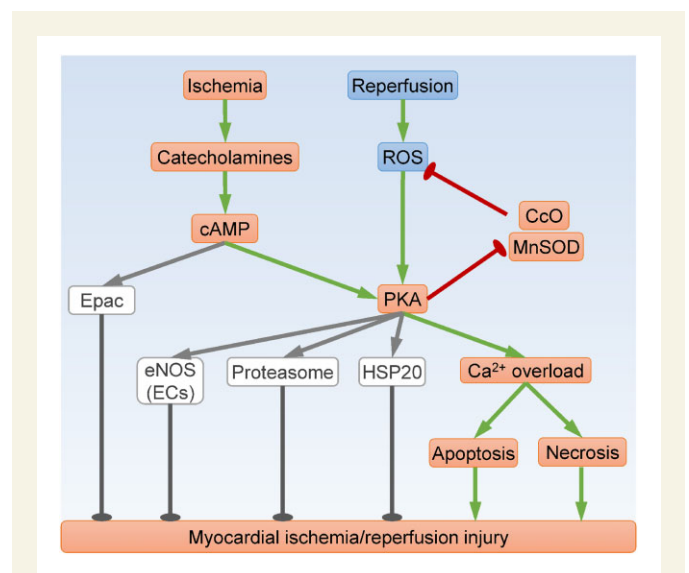 Ischemia
Reperfusion
Catecholamines
ROS
cAMP
CcO
MnSOD
Epac
PKA
eNOS
(ECs)
Proteasome
HSP20
Ca²⁺ overload
Apoptosis
Necrosis
Myocardial ischemia/reperfusion injury